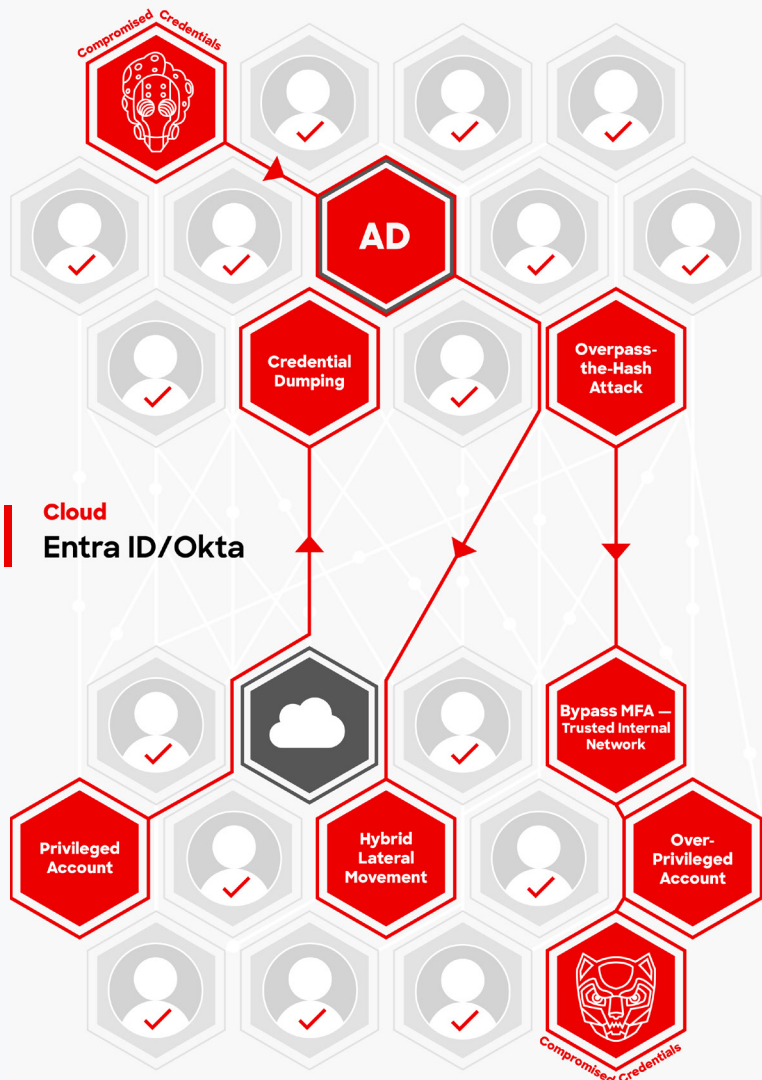 Compromised Credentials
AD
Credential
Dumping
Overpass-
the-Hash
Attack
Cloud
Entra ID/Okta
Bypass MFA —
Trusted Internal
Network
Privileged
Account
Hybrid
Lateral
Movement
Over-
Privileged
Account
Compromised Credentials